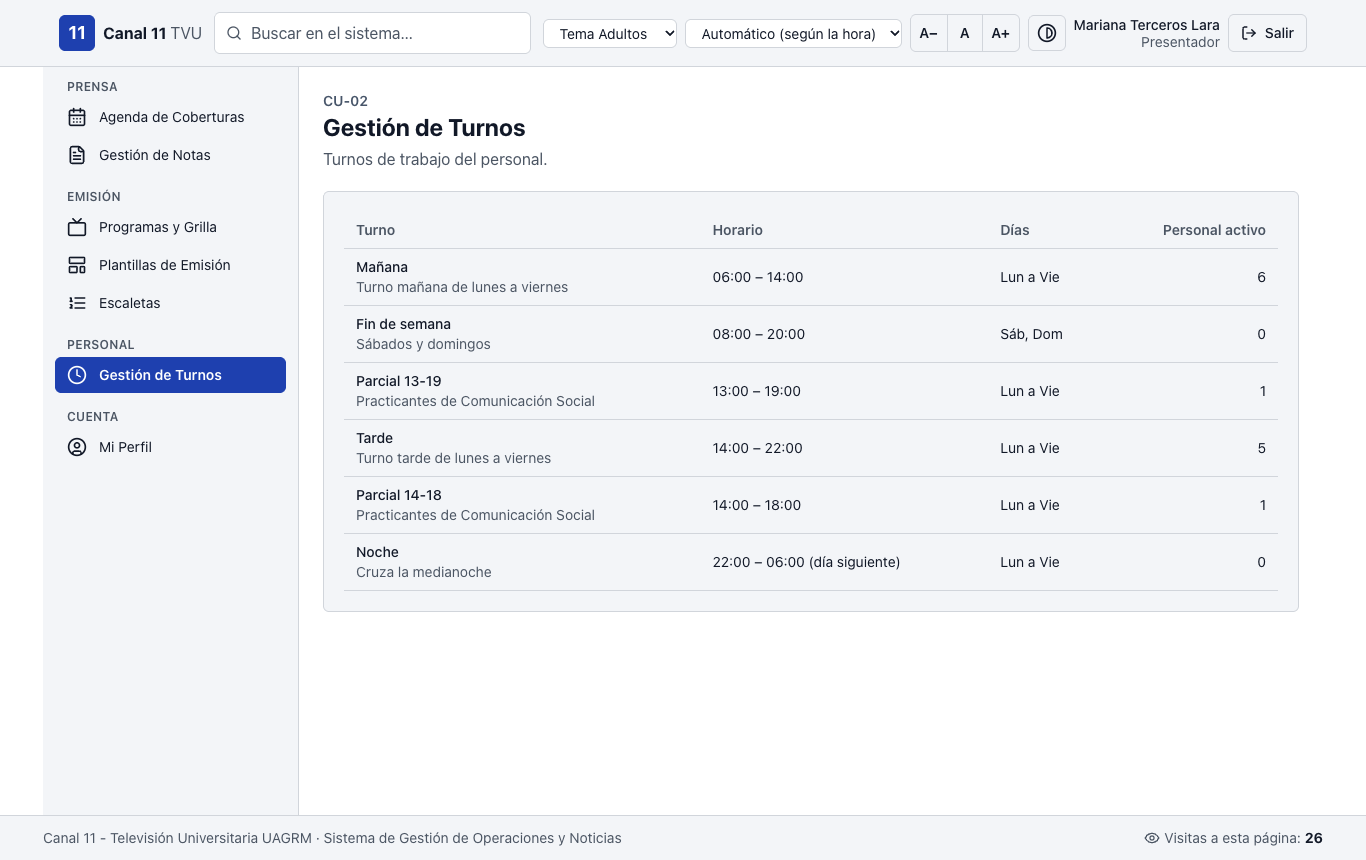 11 Canal 11 TVU
Buscar en el sistema...
Tema Adultos
Automático (según la hora)
A− A A+
Mariana Terceros Lara
Presentador
Salir
PRENSA
Agenda de Coberturas
Gestión de Notas
EMISIÓN
Programas y Grilla
Plantillas de Emisión
Escaletas
PERSONAL
Gestión de Turnos
CUENTA
Mi Perfil
CU-02
Gestión de Turnos
Turnos de trabajo del personal.
Turno Horario Días Personal activo
Mañana
Turno mañana de lunes a viernes
06:00 – 14:00 Lun a Vie 6
Fin de semana
Sábados y domingos
08:00 – 20:00 Sáb, Dom 0
Parcial 13-19
Practicantes de Comunicación Social
13:00 – 19:00 Lun a Vie 1
Tarde
Turno tarde de lunes a viernes
14:00 – 22:00 Lun a Vie 5
Parcial 14-18
Practicantes de Comunicación Social
14:00 – 18:00 Lun a Vie 1
Noche
Cruza la medianoche
22:00 – 06:00 (día siguiente) Lun a Vie 0
Canal 11 - Televisión Universitaria UAGRM · Sistema de Gestión de Operaciones y Noticias
Visitas a esta página: 26